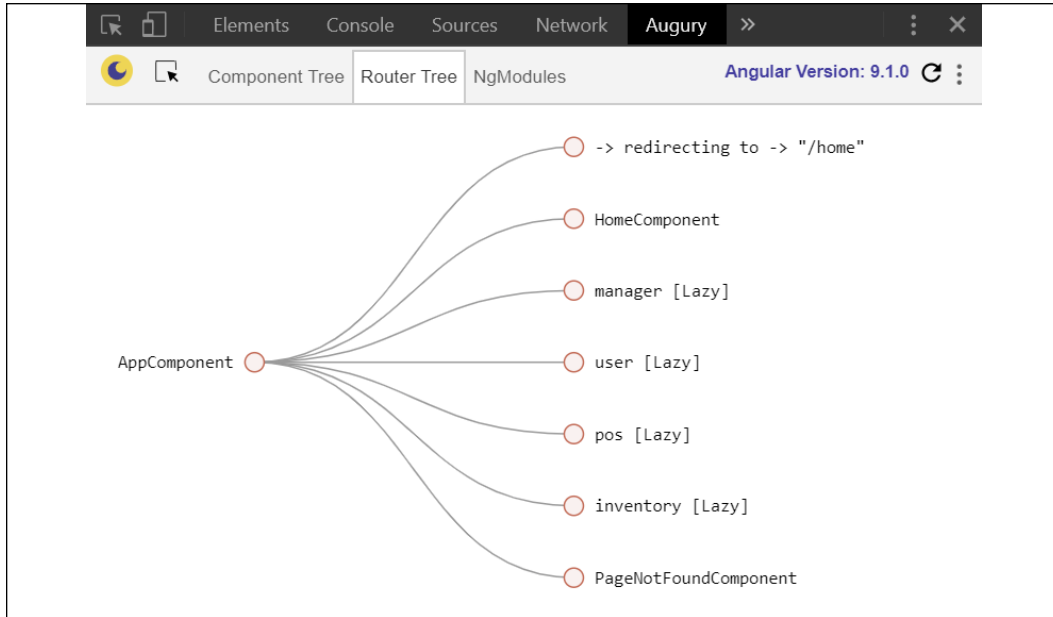 Elements Console Sources Network Augury »
Component Tree Router Tree NgModules Angular Version: 9.1.0
-> redirecting to -> "/home"
HomeComponent
manager [Lazy]
AppComponent user [Lazy]
pos [Lazy]
inventory [Lazy]
PageNotFoundComponent